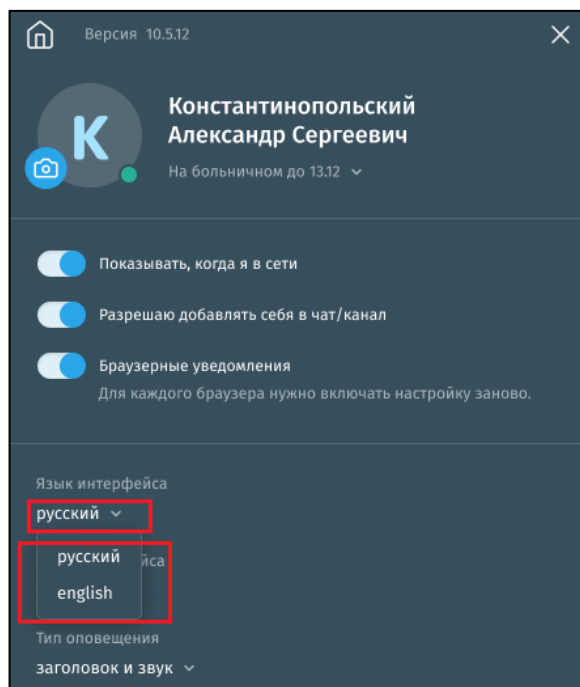 Версия 10.5.12
Константинопольский
Александр Сергеевич
К
На больничном до 13.12
Показывать, когда я в сети
Разрешаю добавлять себя в чат/канал
Браузерные уведомления
Для каждого браузера нужно включать настройку заново.
Язык интерфейса
русский
русский
english
Тип оповещения
заголовок и звук